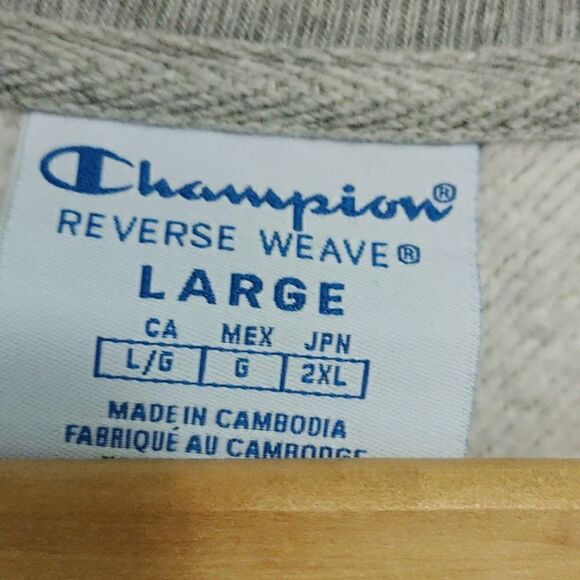 Champion®
REVERSE WEAVE®
LARGE
CA MEX JPN
L/G G 2XL
MADE IN CAMBODIA
FABRIQUÉ AU CAMBODGE